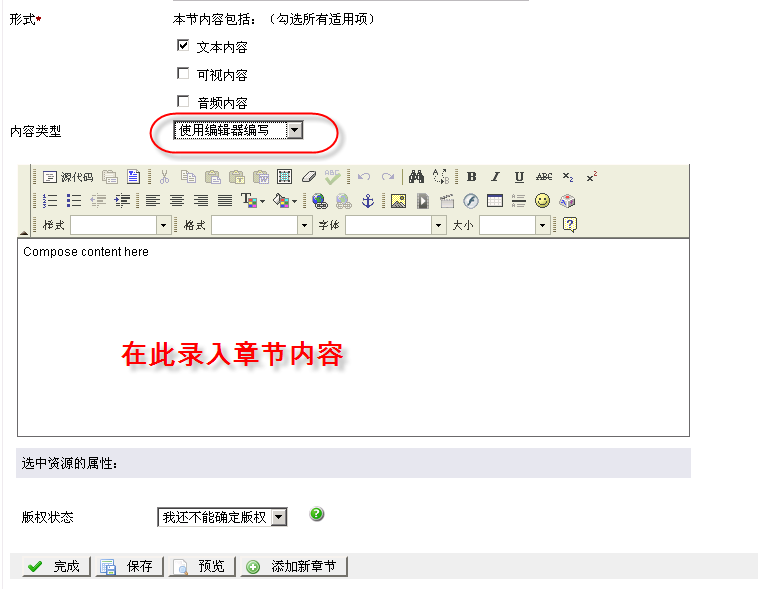 形式* 本节内容包括：（勾选所有适用项）
文本内容
可视内容
音频内容
内容类型 使用编辑器编写
源代码 ABC
B I U ABC x₂ x²
样式 格式 字体 大小
Compose content here
在此录入章节内容
选中资源的属性：
版权状态 我还不能确定版权
完成 保存 预览 添加新章节